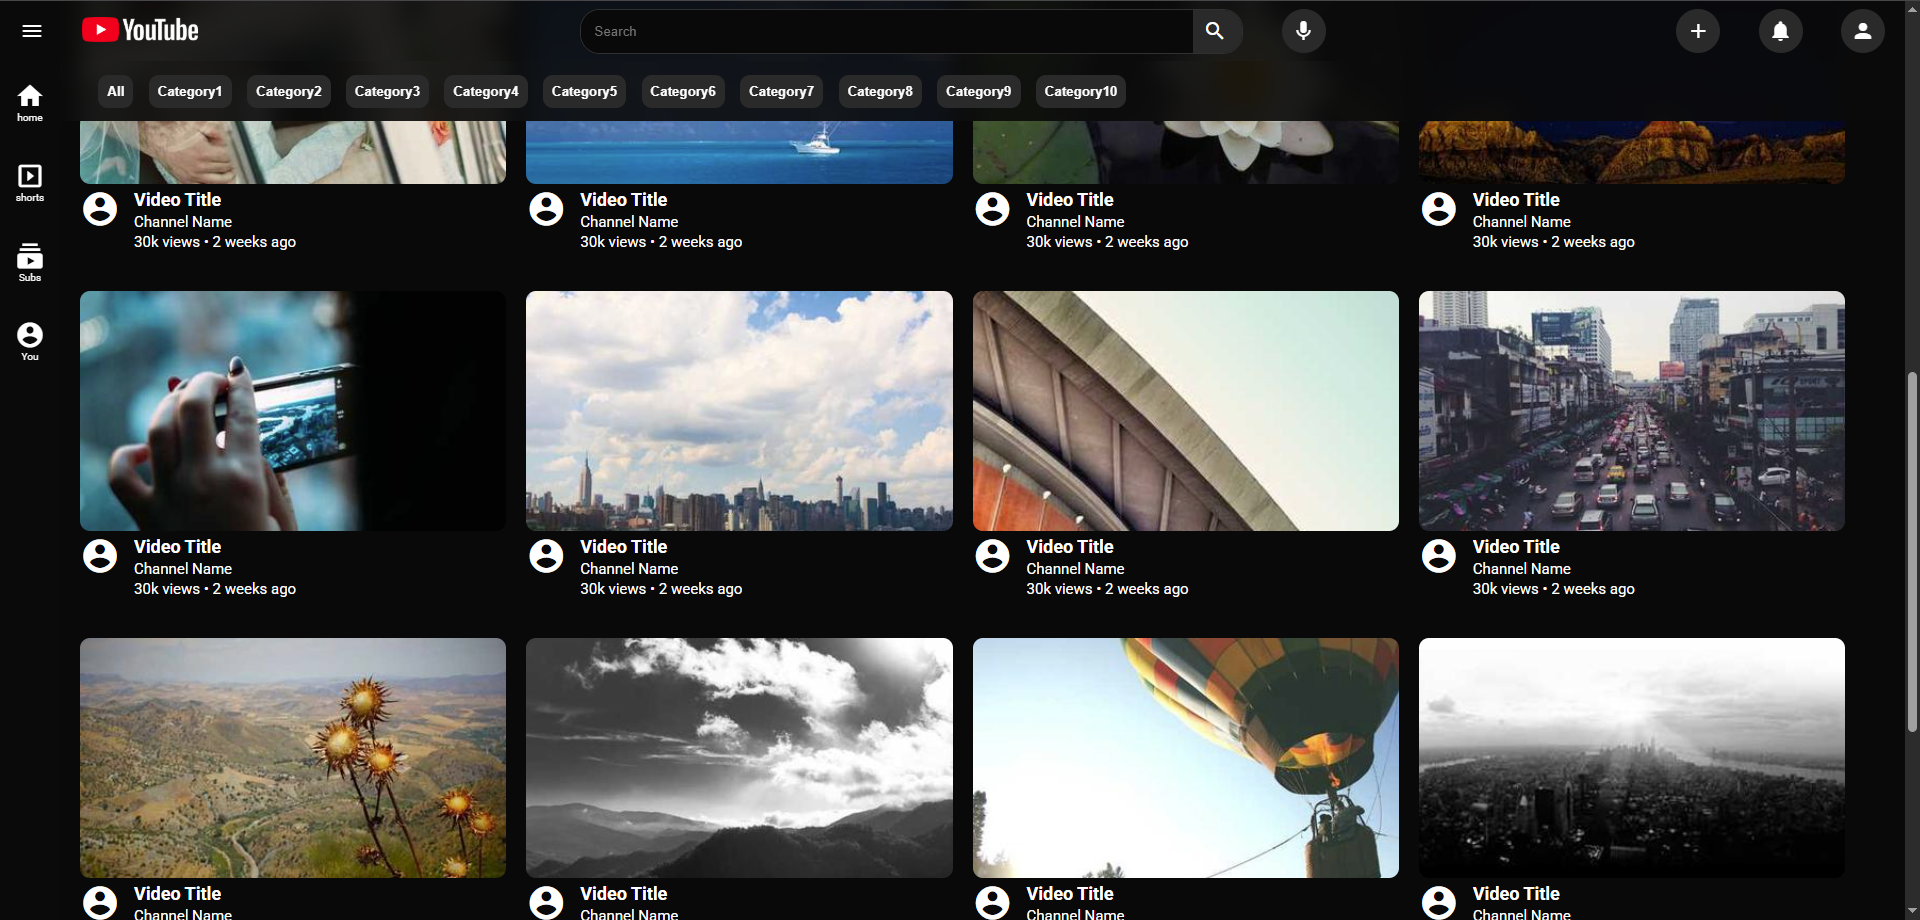 YouTube
Search
All Category1 Category2 Category3 Category4 Category5 Category6 Category7 Category8 Category9 Category10
home
shorts
Subs
You
Video Title
Channel Name
30k views • 2 weeks ago
Video Title
Channel Name
30k views • 2 weeks ago
Video Title
Channel Name
30k views • 2 weeks ago
Video Title
Channel Name
30k views • 2 weeks ago
Video Title
Channel Name
30k views • 2 weeks ago
Video Title
Channel Name
30k views • 2 weeks ago
Video Title
Channel Name
30k views • 2 weeks ago
Video Title
Channel Name
30k views • 2 weeks ago
Video Title
Channel Name
Video Title
Channel Name
Video Title
Channel Name
Video Title
Channel Name